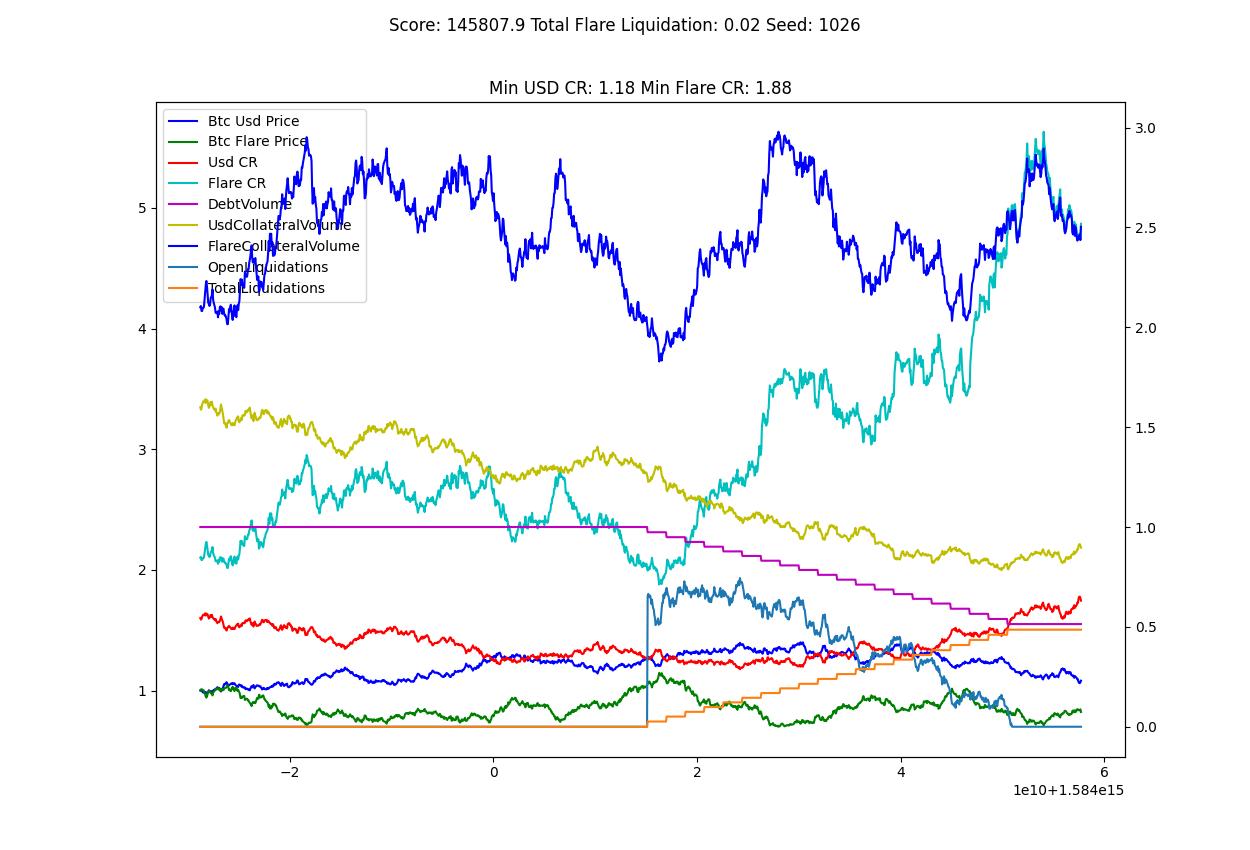 Score: 145807.9 Total Flare Liquidation: 0.02 Seed: 1026
Min USD CR: 1.18 Min Flare CR: 1.88
Btc Usd Price
Btc Flare Price
Usd CR
Flare CR
DebtVolume
UsdCollateralVolume
FlareCollateralVolume
OpenLiquidations
TotalLiquidations
5
4
3
2
1
3.0
2.5
2.0
1.5
1.0
0.5
0.0
−2
0
2
4
6
1e10+1.584e15